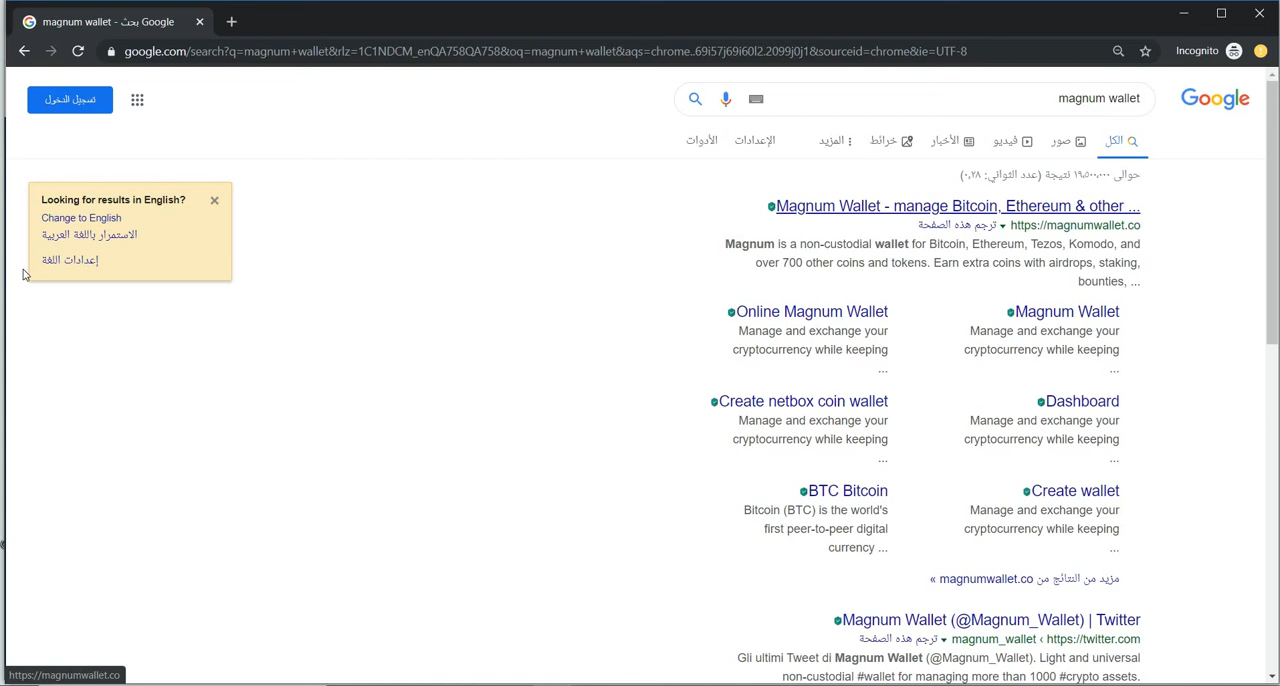 magnum wallet - بحث Google
google.com/search?q=magnum+wallet&rlz=1C1NDCM_enQA758QA758&oq=magnum+wallet&aqs=chrome..69i57j69i60l2.2099j0j1&sourceid=chrome&ie=UTF-8
Incognito
تسجيل الدخول
magnum wallet
Google
الكل
صور
فيديو
الأخبار
خرائط
المزيد
الإعدادات
الأدوات
حوالى ١٩٬٥٠٠٬٠٠٠ نتيجة (عدد الثواني: ٠٫٢٨)
Looking for results in English?
Change to English
الاستمرار باللغة العربية
إعدادات اللغة
Magnum Wallet - manage Bitcoin, Ethereum & other ...
https://magnumwallet.co ترجم هذه الصفحة
Magnum is a non-custodial wallet for Bitcoin, Ethereum, Tezos, Komodo, and
over 700 other coins and tokens. Earn extra coins with airdrops, staking,
bounties, ...
Magnum Wallet
Manage and exchange your
cryptocurrency while keeping
...
Online Magnum Wallet
Manage and exchange your
cryptocurrency while keeping
...
Dashboard
Manage and exchange your
cryptocurrency while keeping
...
Create netbox coin wallet
Manage and exchange your
cryptocurrency while keeping
...
Create wallet
Manage and exchange your
cryptocurrency while keeping
...
BTC Bitcoin
Bitcoin (BTC) is the world's
first peer-to-peer digital
currency ...
مزيد من النتائج من magnumwallet.co »
Magnum Wallet (@Magnum_Wallet) | Twitter
https://twitter.com › magnum_wallet ترجم هذه الصفحة
Gli ultimi Tweet di Magnum Wallet (@Magnum_Wallet). Light and universal
non-custodial #wallet for managing more than 1000 #crypto assets.
https://magnumwallet.co